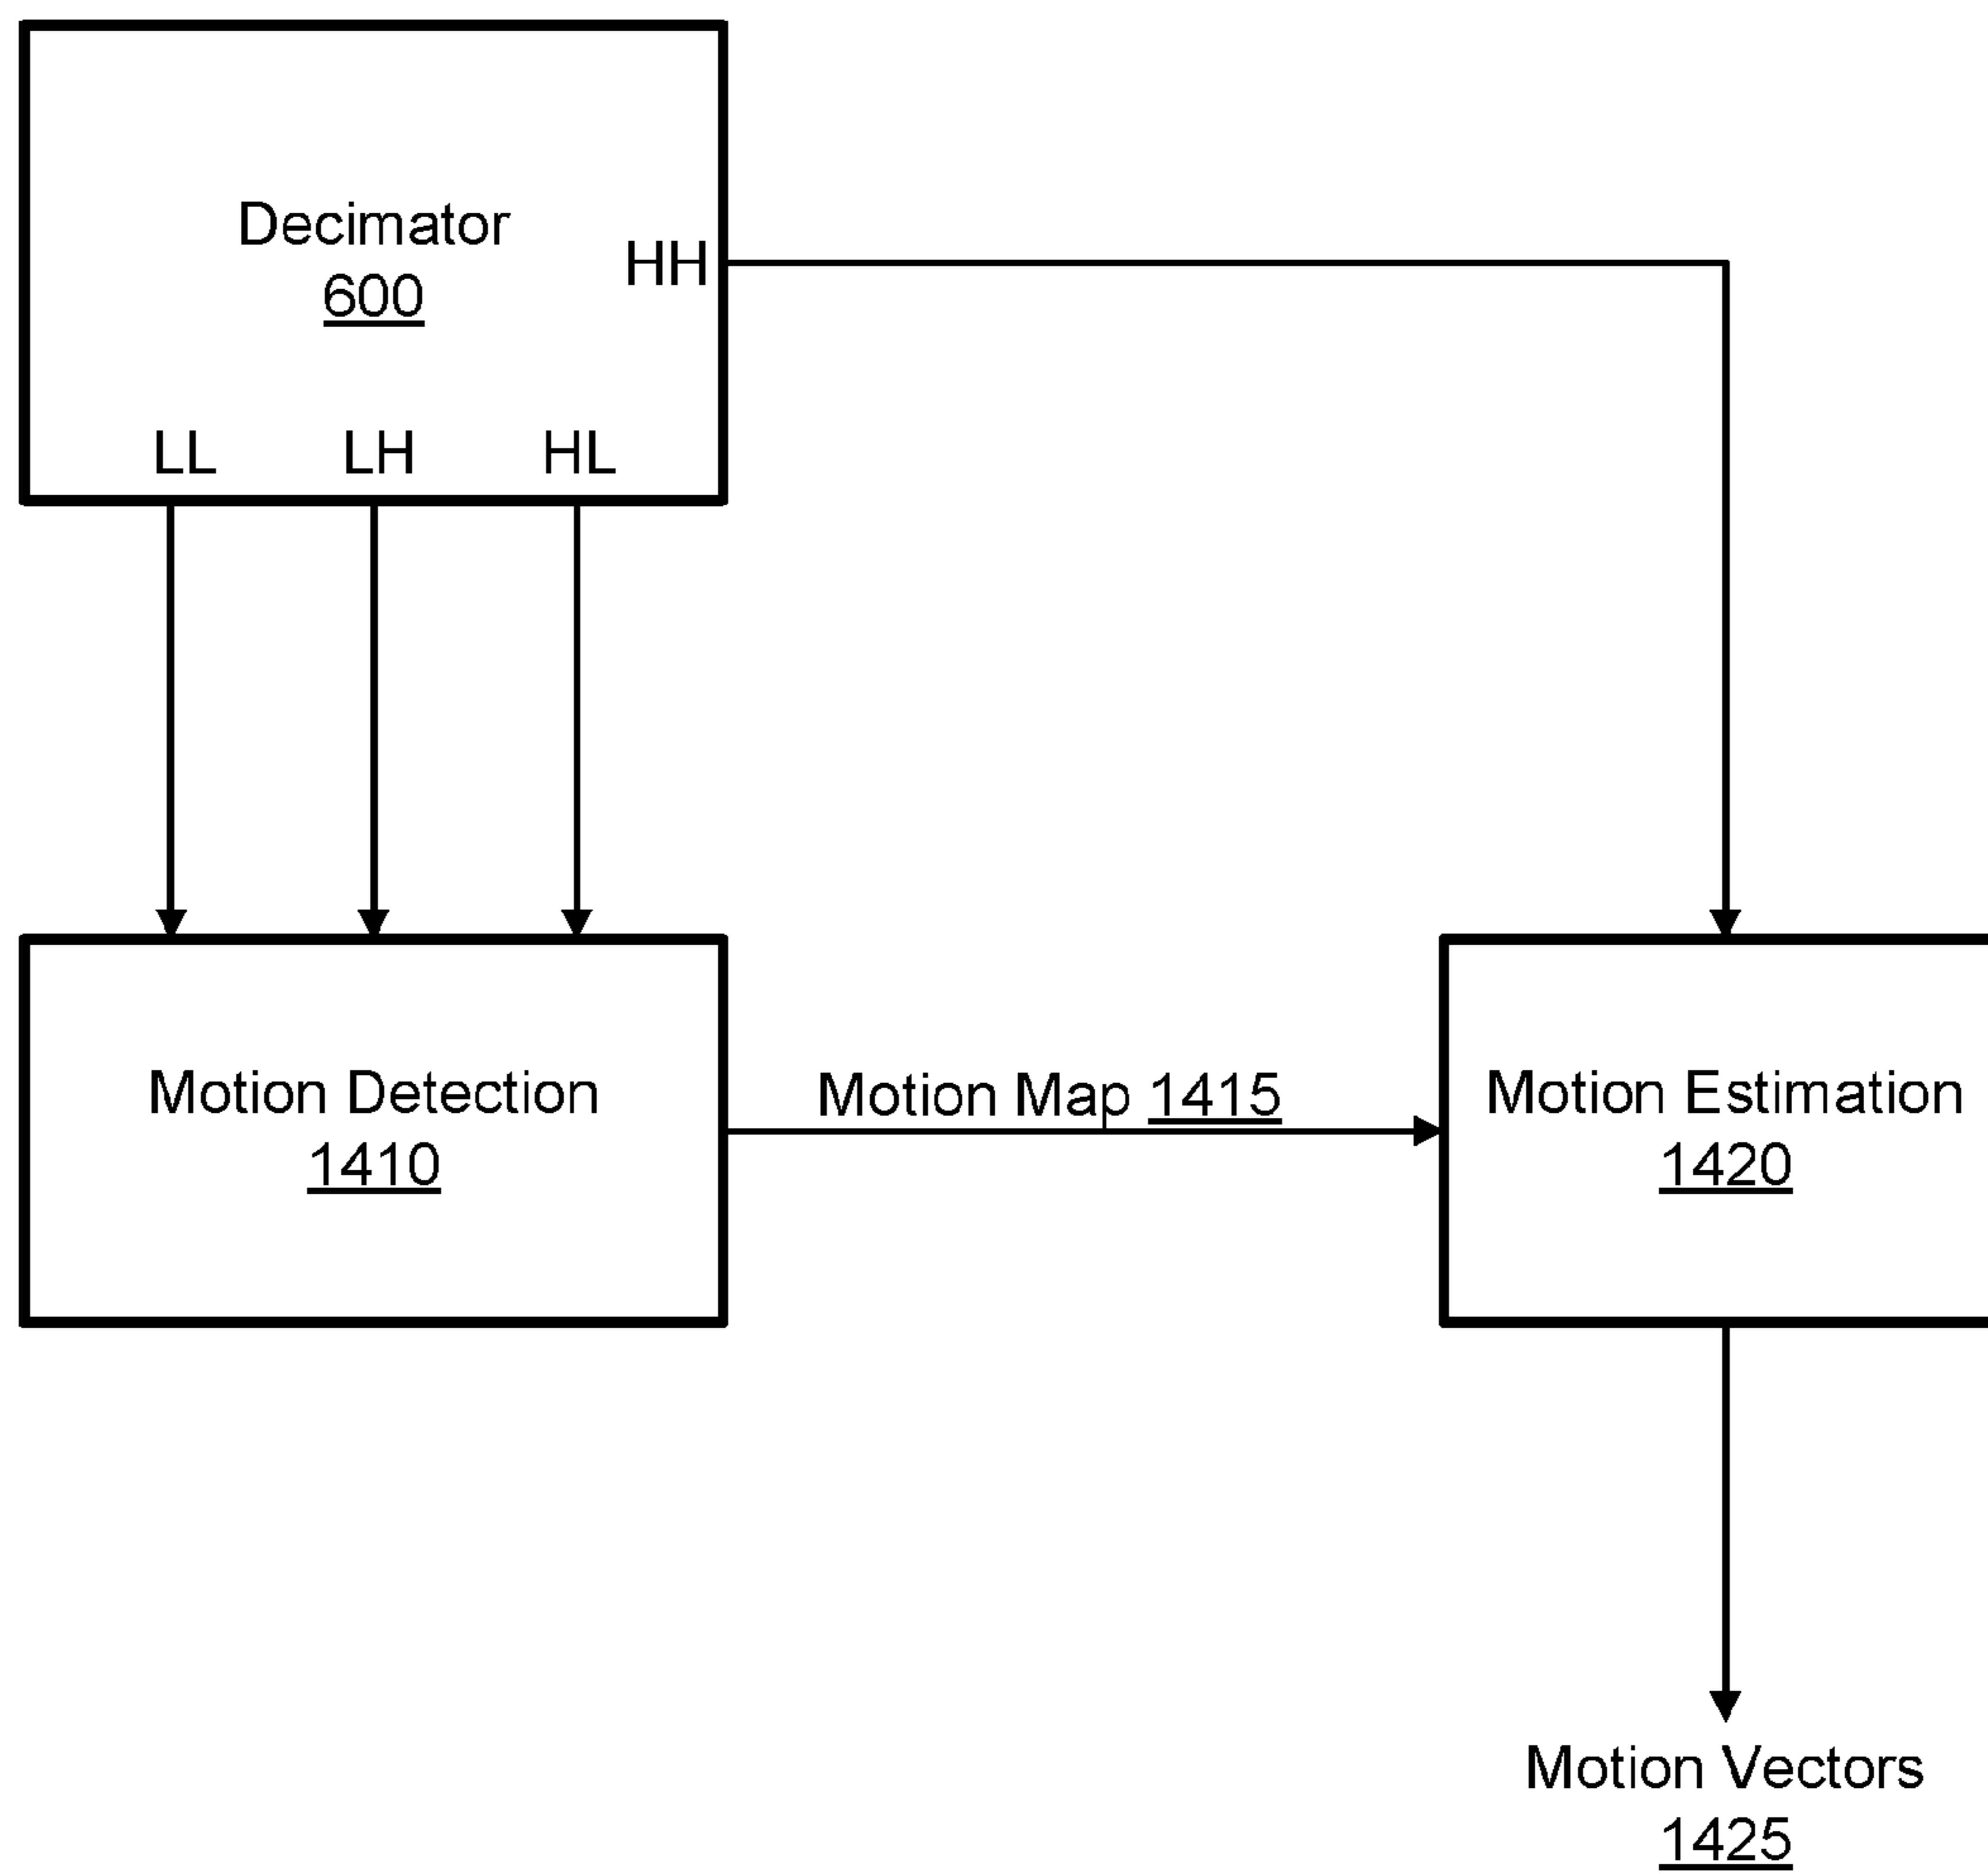 Decimator
600
HH
LL LH HL
Motion Detection
1410
Motion Map 1415
Motion Estimation
1420
Motion Vectors
1425